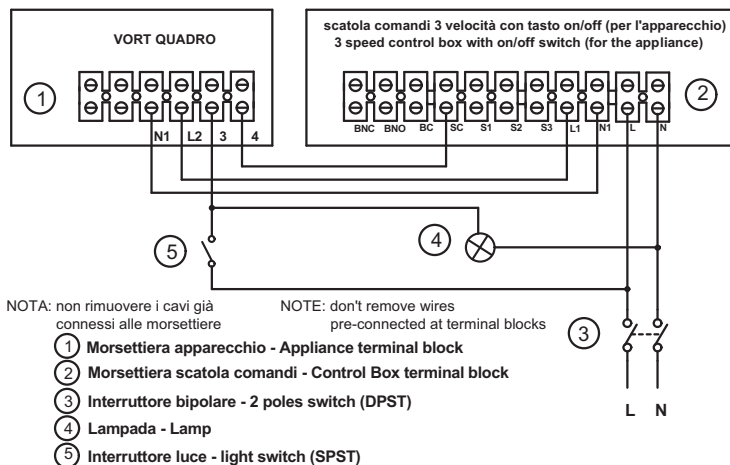 VORT QUADRO
scatola comandi 3 velocità con tasto on/off (per l'apparecchio)
3 speed control box with on/off switch (for the appliance)
1
2
N1 L2 3 4
BNC BNO BC SC S1 S2 S3 L1 N1 L N
5
4
NOTA: non rimuovere i cavi già
connessi alle morsettiere
NOTE: don't remove wires
pre-connected at terminal blocks
3
1 Morsettiera apparecchio - Appliance terminal block
2 Morsettiera scatola comandi - Control Box terminal block
3 Interruttore bipolare - 2 poles switch (DPST)
4 Lampada - Lamp
5 Interruttore luce - light switch (SPST)
L N